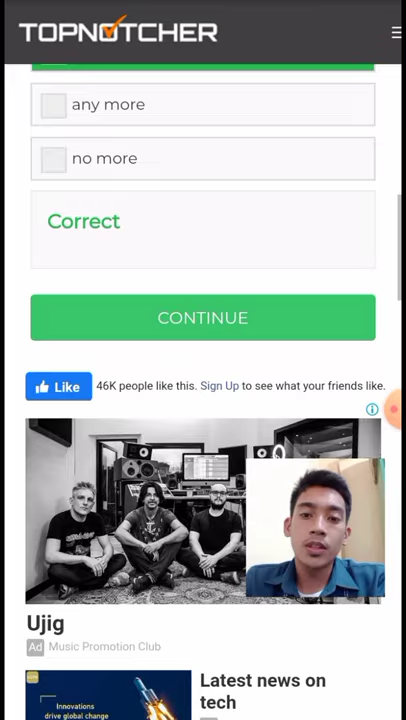 TOPNOTCHER
any more
no more
Correct
CONTINUE
Like
46K people like this. Sign Up to see what your friends like.
Ujig
Ad Music Promotion Club
Innovations
drive global change
Latest news on
tech